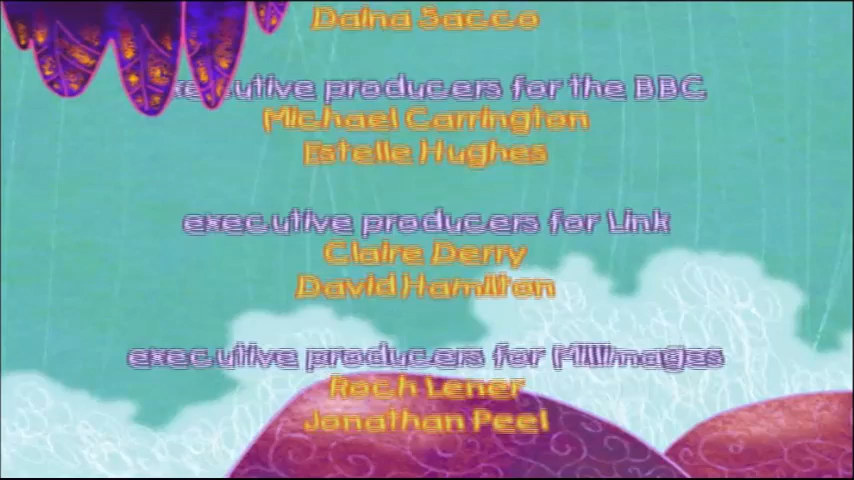 Daina Sacco
executive producers for the BBC
Michael Carrington
Estelle Hughes
executive producers for Link
Claire Derry
David Hamilton
executive producers for Millimages
Roch Lener
Jonathan Peel